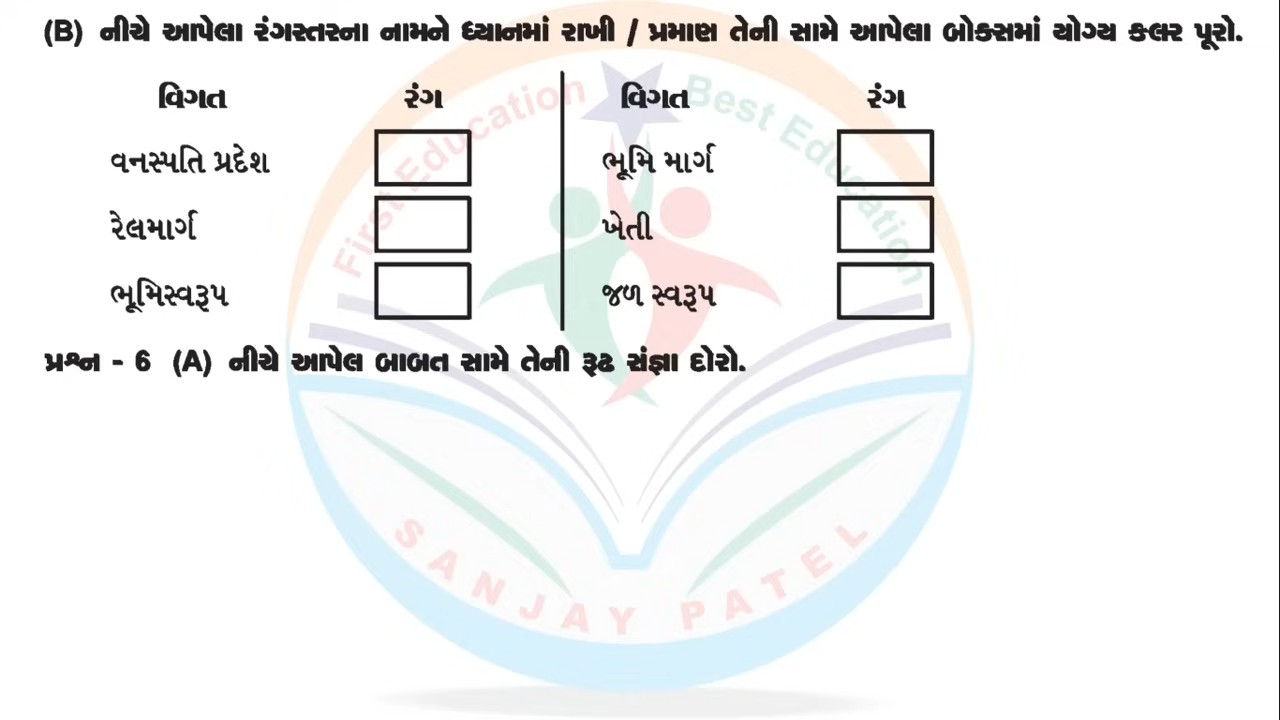 (B) નીચે આપેલા રંગસ્તરના નામને ધ્યાનમાં રાખી / પ્રમાણ તેની સામે આપેલા બોક્સમાં યોગ્ય કલર પૂરો.
વિગત રંગ વિગત રંગ
વનસ્પતિ પ્રદેશ ભૂમિ માર્ગ
રેલમાર્ગ ખેતી
ભૂમિસ્વરૂપ જળ સ્વરૂપ
પ્રશ્ન - 6 (A) નીચે આપેલ બાબત સામે તેની રૂઢ સંજ્ઞા દોરો.
First Education Best Education
SANJAY PATEL